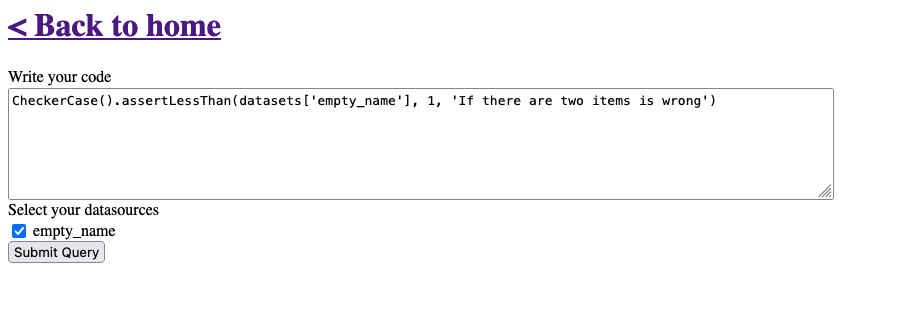 < Back to home
Write your code
CheckerCase().assertLessThan(datasets['empty_name'], 1, 'If there are two items is wrong')
Select your datasources
empty_name
Submit Query